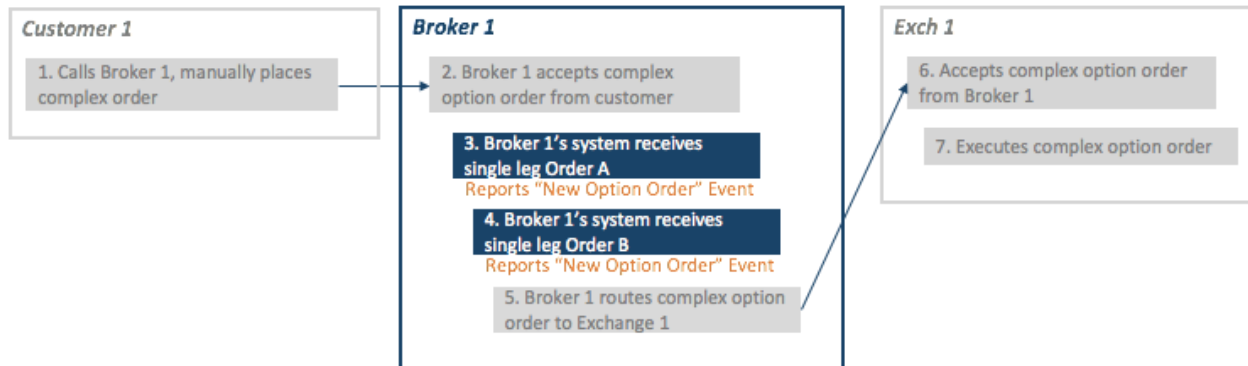 Customer 1
1. Calls Broker 1, manually places
complex order
Broker 1
2. Broker 1 accepts complex
option order from customer
3. Broker 1's system receives
single leg Order A
Reports “New Option Order” Event
4. Broker 1's system receives
single leg Order B
Reports “New Option Order” Event
5. Broker 1 routes complex option
order to Exchange 1
Exch 1
6. Accepts complex option order
from Broker 1
7. Executes complex option order